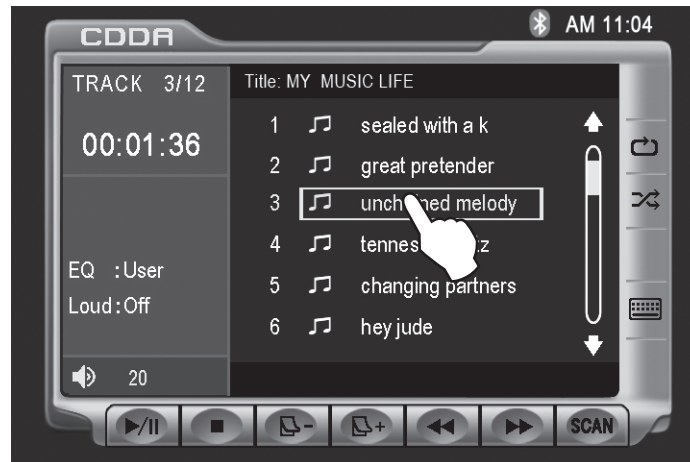 CDDA
AM 11:04
TRACK 3/12
00:01:36
EQ :User
Loud:Off
20
Title: MY MUSIC LIFE
1 sealed with a k
2 great pretender
3 melody
4
5 changing partners
6 hey jude
- + SCAN